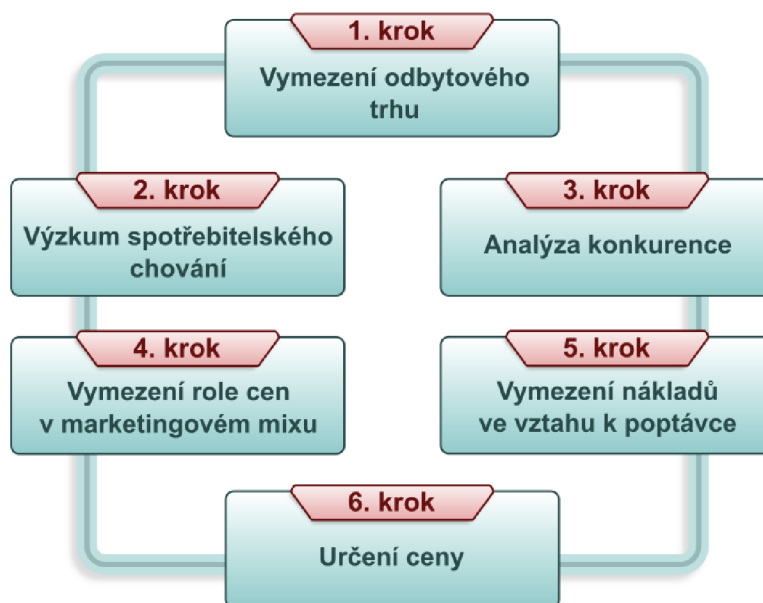 1. krok
Vymezení odbytového
trhu
2. krok
Výzkum spotřebitelského
chování
3. krok
Analýza konkurence
4. krok
Vymezení role cen
v marketingovém mixu
5. krok
Vymezení nákladů
ve vztahu k poptávce
6. krok
Určení ceny